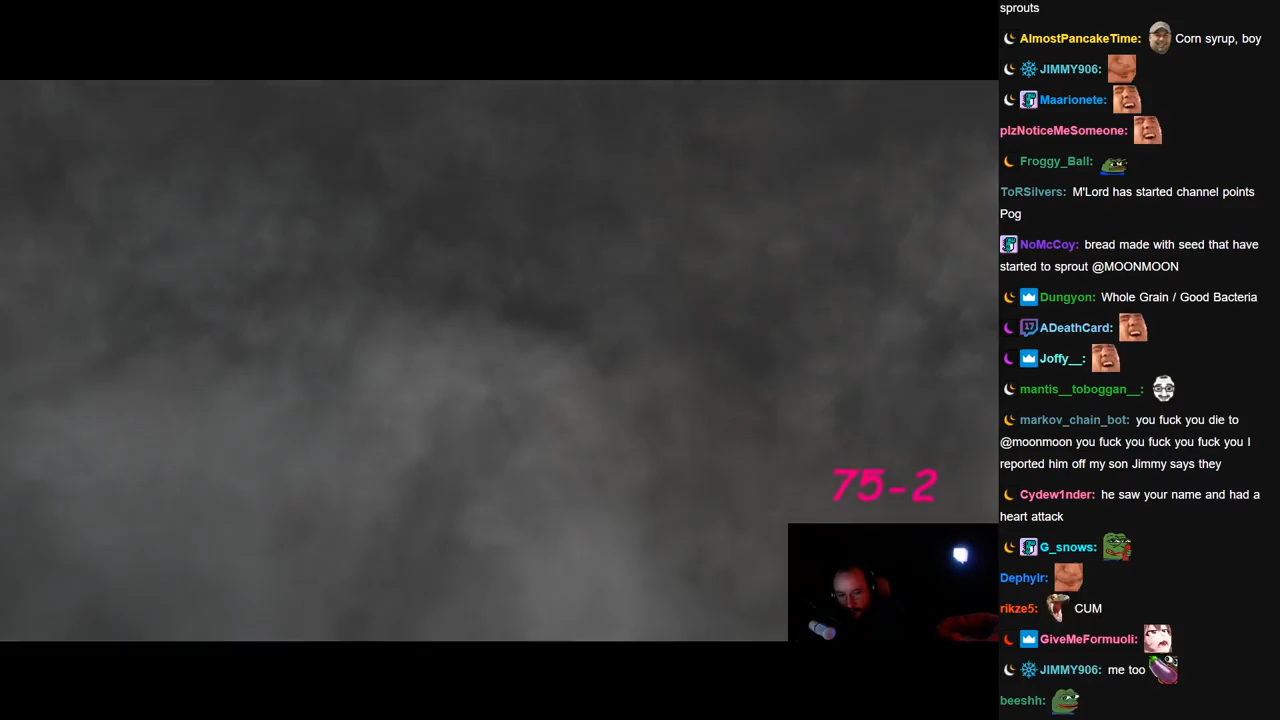 sprouts
AlmostPancakeTime: Corn syrup, boy
JIMMY906:
Maarionete:
plzNoticeMeSomeone:
Froggy_Ball:
ToRSilvers: M'Lord has started channel points
Pog
NoMcCoy: bread made with seed that have
started to sprout @MOONMOON
Dungyon: Whole Grain / Good Bacteria
17 ADeathCard:
Joffy__:
mantis__toboggan__:
markov_chain_bot: you fuck you die to
@moonmoon you fuck you fuck you fuck you I
reported him off my son Jimmy says they
75-2
Cydew1nder: he saw your name and had a
heart attack
G_snows:
Dephylr:
rikze5: CUM
GiveMeFormuoli:
JIMMY906: me too
beeshh: